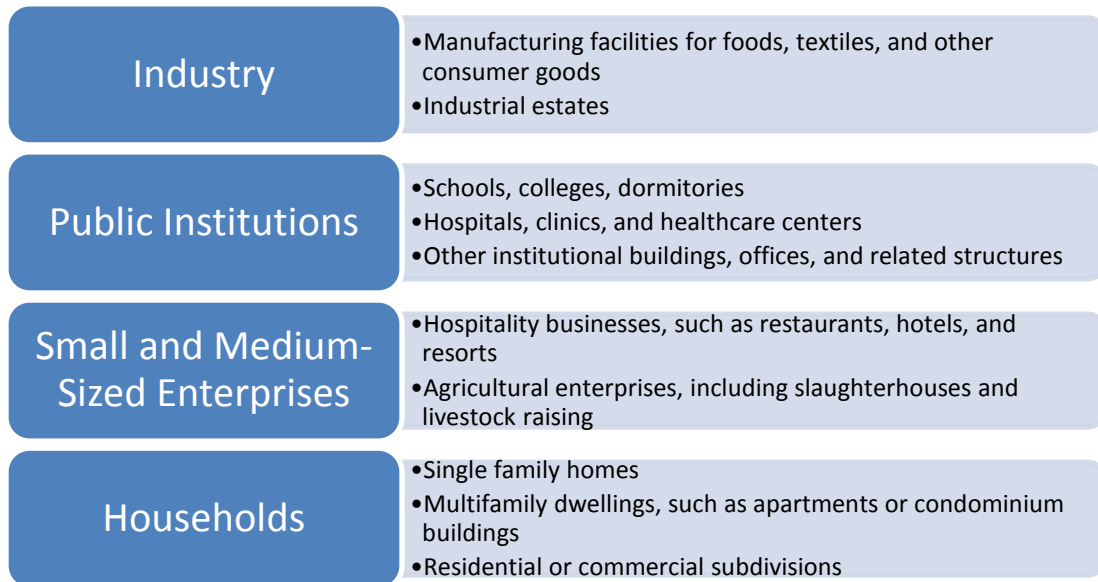 Industry
•Manufacturing facilities for foods, textiles, and other
consumer goods
•Industrial estates
Public Institutions
•Schools, colleges, dormitories
•Hospitals, clinics, and healthcare centers
•Other institutional buildings, offices, and related structures
Small and Medium-
Sized Enterprises
•Hospitality businesses, such as restaurants, hotels, and
resorts
•Agricultural enterprises, including slaughterhouses and
livestock raising
Households
•Single family homes
•Multifamily dwellings, such as apartments or condominium
buildings
•Residential or commercial subdivisions